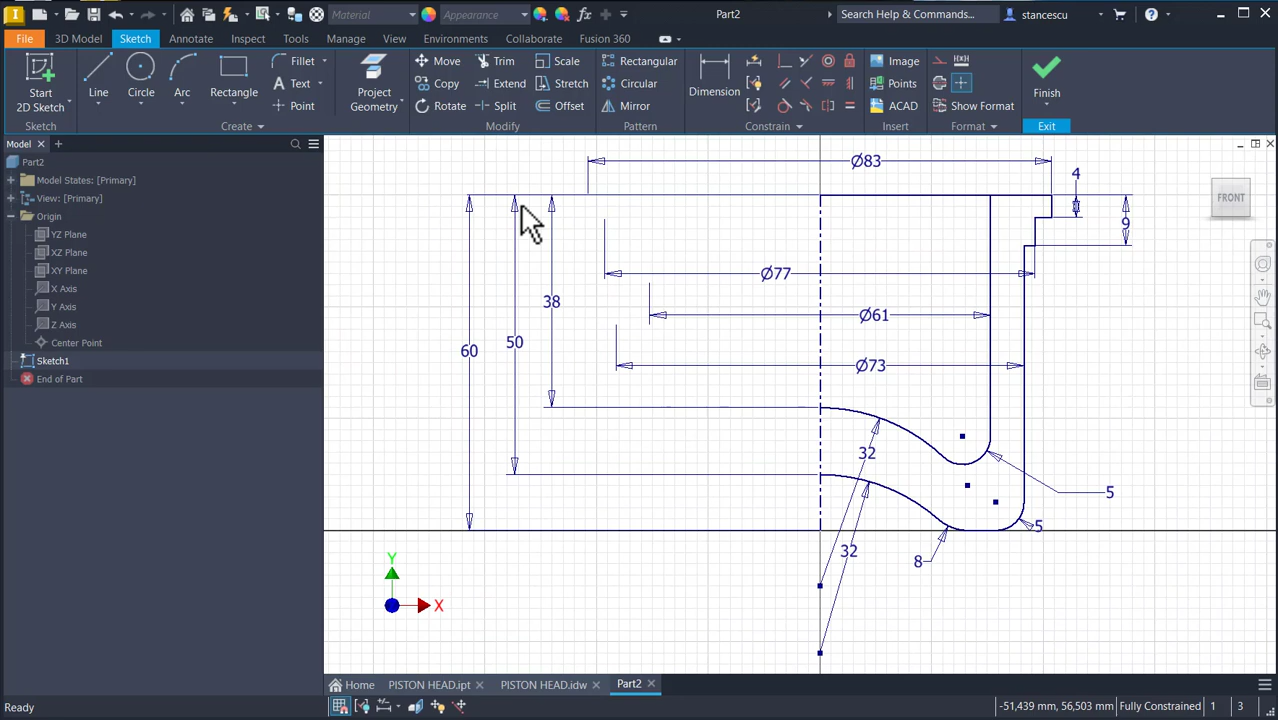 Material
Appearance
Part2
Search Help & Commands...
stancescu
File
3D Model
Sketch
Annotate
Inspect
Tools
Manage
View
Environments
Collaborate
Fusion 360
Start
2D Sketch
Line
Circle
Arc
Rectangle
Fillet
Text
Point
Project
Geometry
Move
Copy
Rotate
Trim
Extend
Split
Scale
Stretch
Offset
Rectangular
Circular
Mirror
Dimension
Image
Points
ACAD
Show Format
Finish
Sketch
Create
Modify
Pattern
Constrain
Insert
Format
Exit
Model
Part2
Model States: [Primary]
View: [Primary]
Origin
YZ Plane
XZ Plane
XY Plane
X Axis
Y Axis
Z Axis
Center Point
Sketch1
End of Part
Ø83
4
9
FRONT
Ø77
38
Ø61
50
60
Ø73
32
5
5
32
8
Y
X
Home
PISTON HEAD.ipt
PISTON HEAD.idw
Part2
Ready
-51,439 mm, 56,503 mm
Fully Constrained
1
3